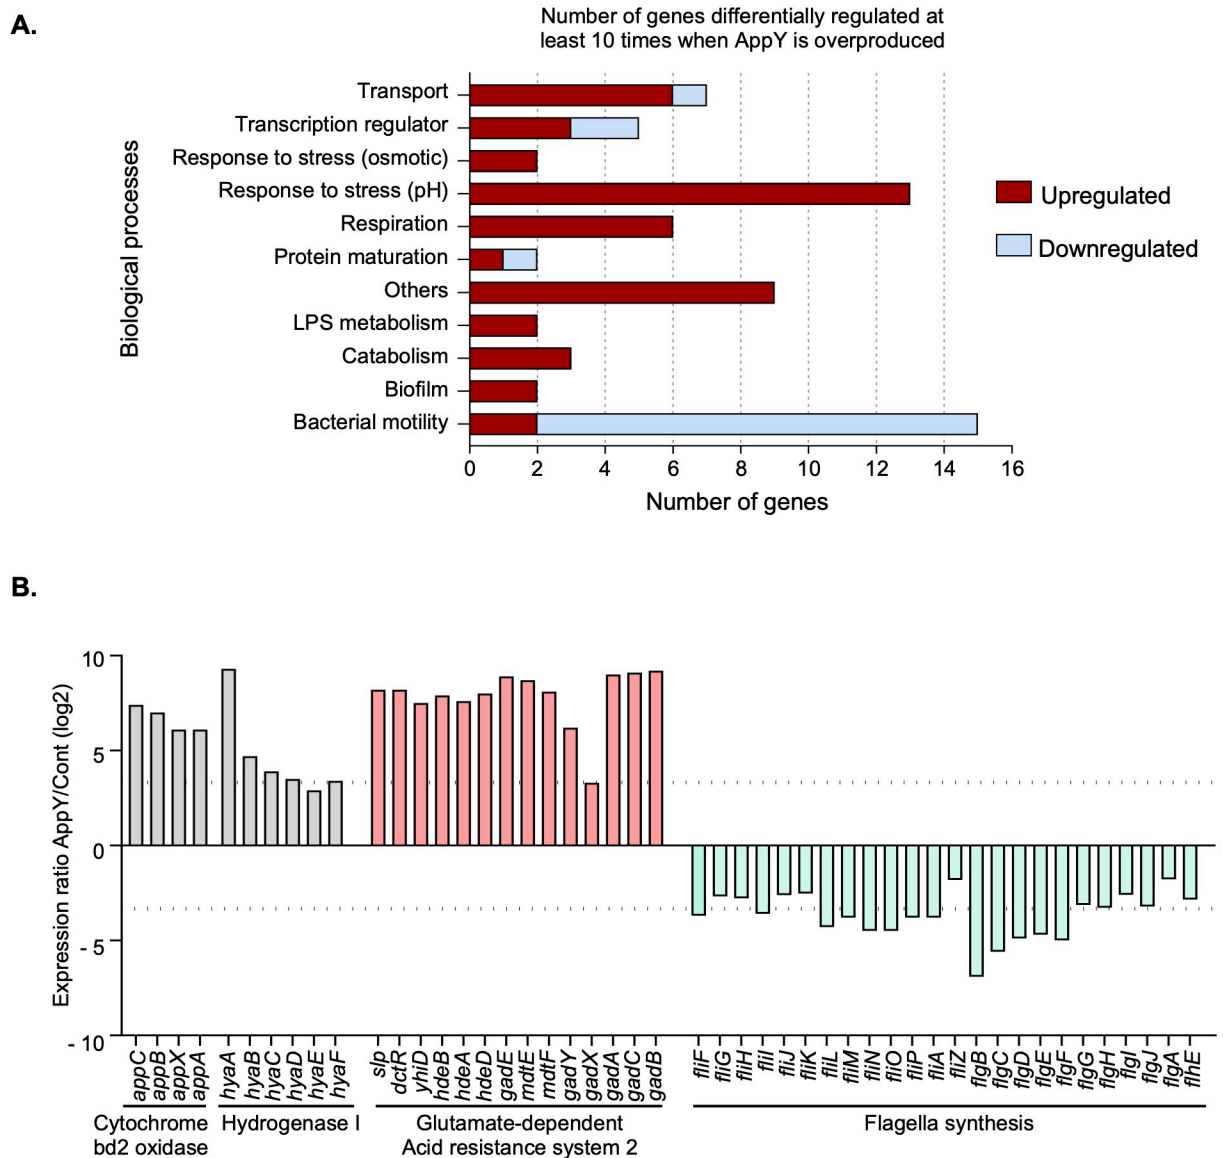 A.
Number of genes differentially regulated at
least 10 times when AppY is overproduced
Biological processes
Transport
Transcription regulator
Response to stress (osmotic)
Response to stress (pH)
Respiration
Protein maturation
Others
LPS metabolism
Catabolism
Biofilm
Bacterial motility
0 2 4 6 8 10 12 14 16
Number of genes
Upregulated
Downregulated
B.
Expression ratio AppY/Cont (log2)
10
5
0
- 5
- 10
appC appB appX appA hyaA hyaB hyaC hyaD hyaE hyaF slp dctR yhiD hdeB hdeA hdeD gadE mdtE mdtF gadY gadX gadA gadC gadB fliF fliG fliH fliI fliJ fliK fliL fliM fliN fliO fliP fliA fliZ flgB flgC flgD flgE flgF flgG flgH flgI flgJ flgA flhE
Cytochrome
bd2 oxidase
Hydrogenase I
Glutamate-dependent
Acid resistance system 2
Flagella synthesis